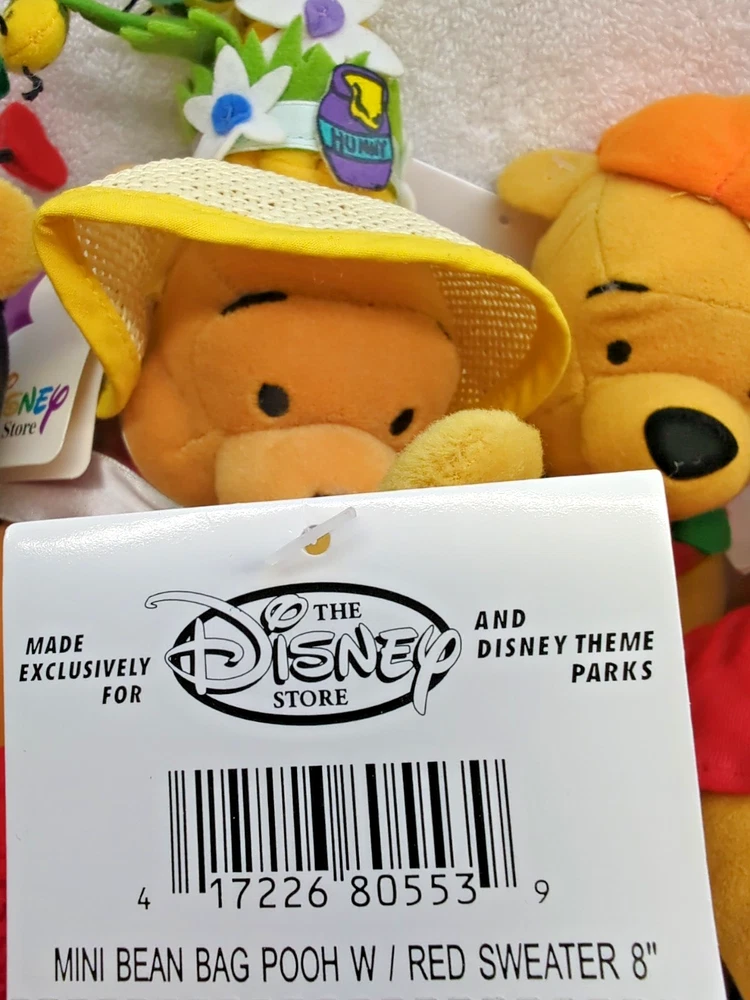 HUNNY
DISNEY
Store
MADE
EXCLUSIVELY
FOR
THE
DISNEY
STORE
AND
DISNEY THEME
PARKS
4 17226 80553 9
MINI BEAN BAG POOH W / RED SWEATER 8"